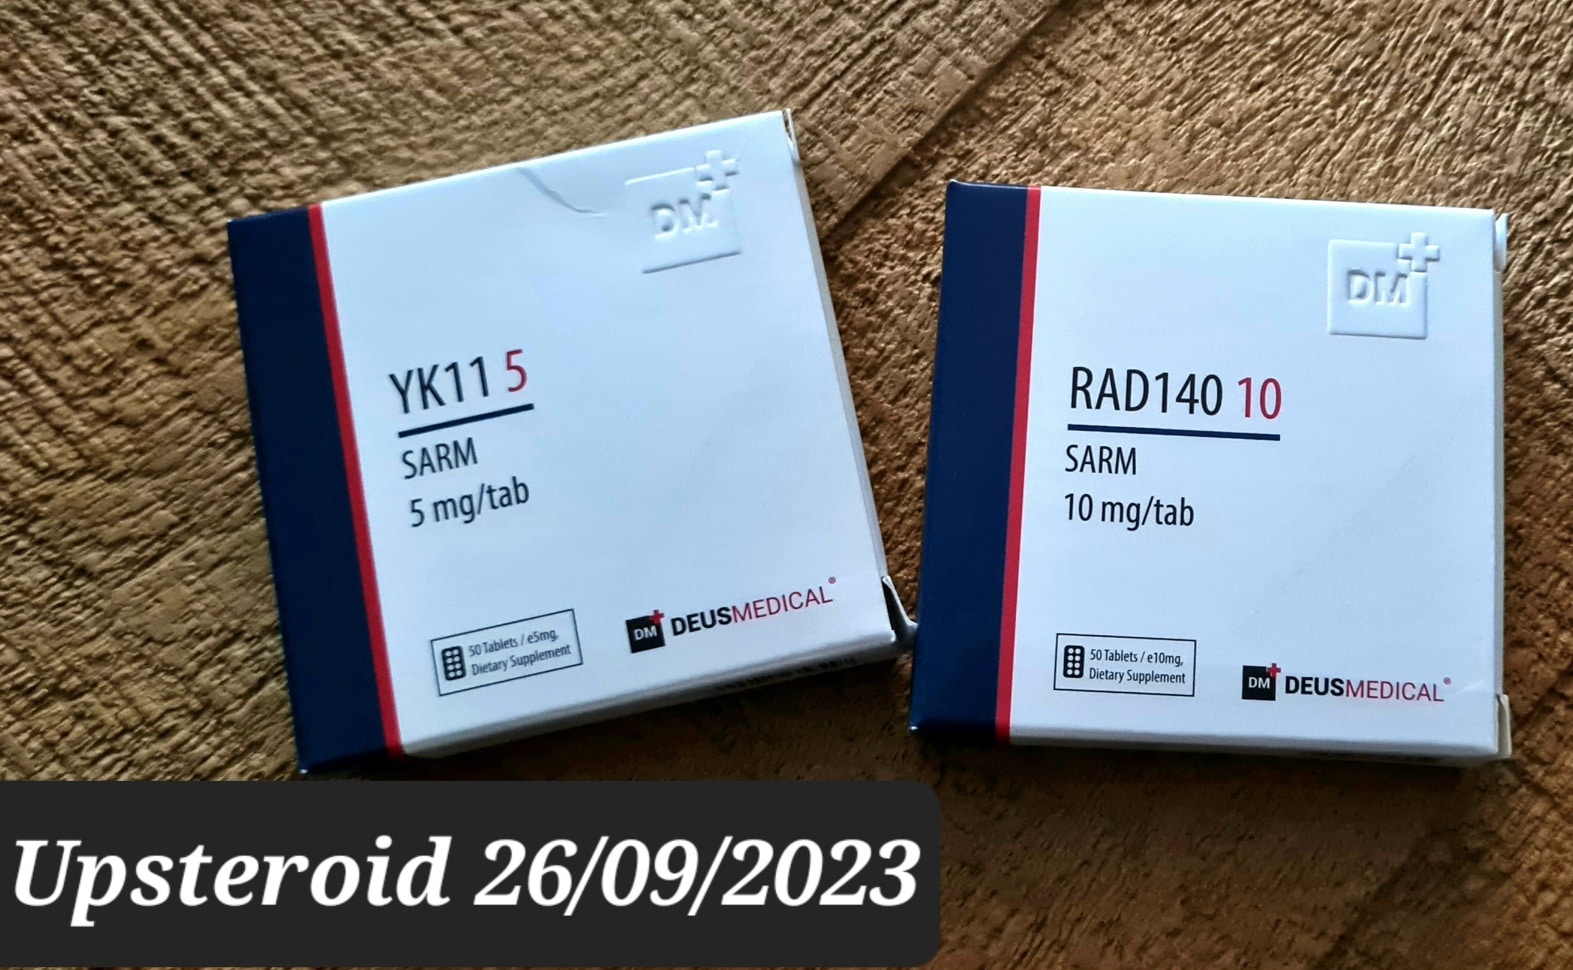 DM
YK11 5
SARM
5 mg/tab
50 Tablets / e5mg,
Dietary Supplement
DM DEUSMEDICAL®
DM
RAD140 10
SARM
10 mg/tab
50 Tablets / e10mg,
Dietary Supplement
DM DEUSMEDICAL®
Upsteroid 26/09/2023